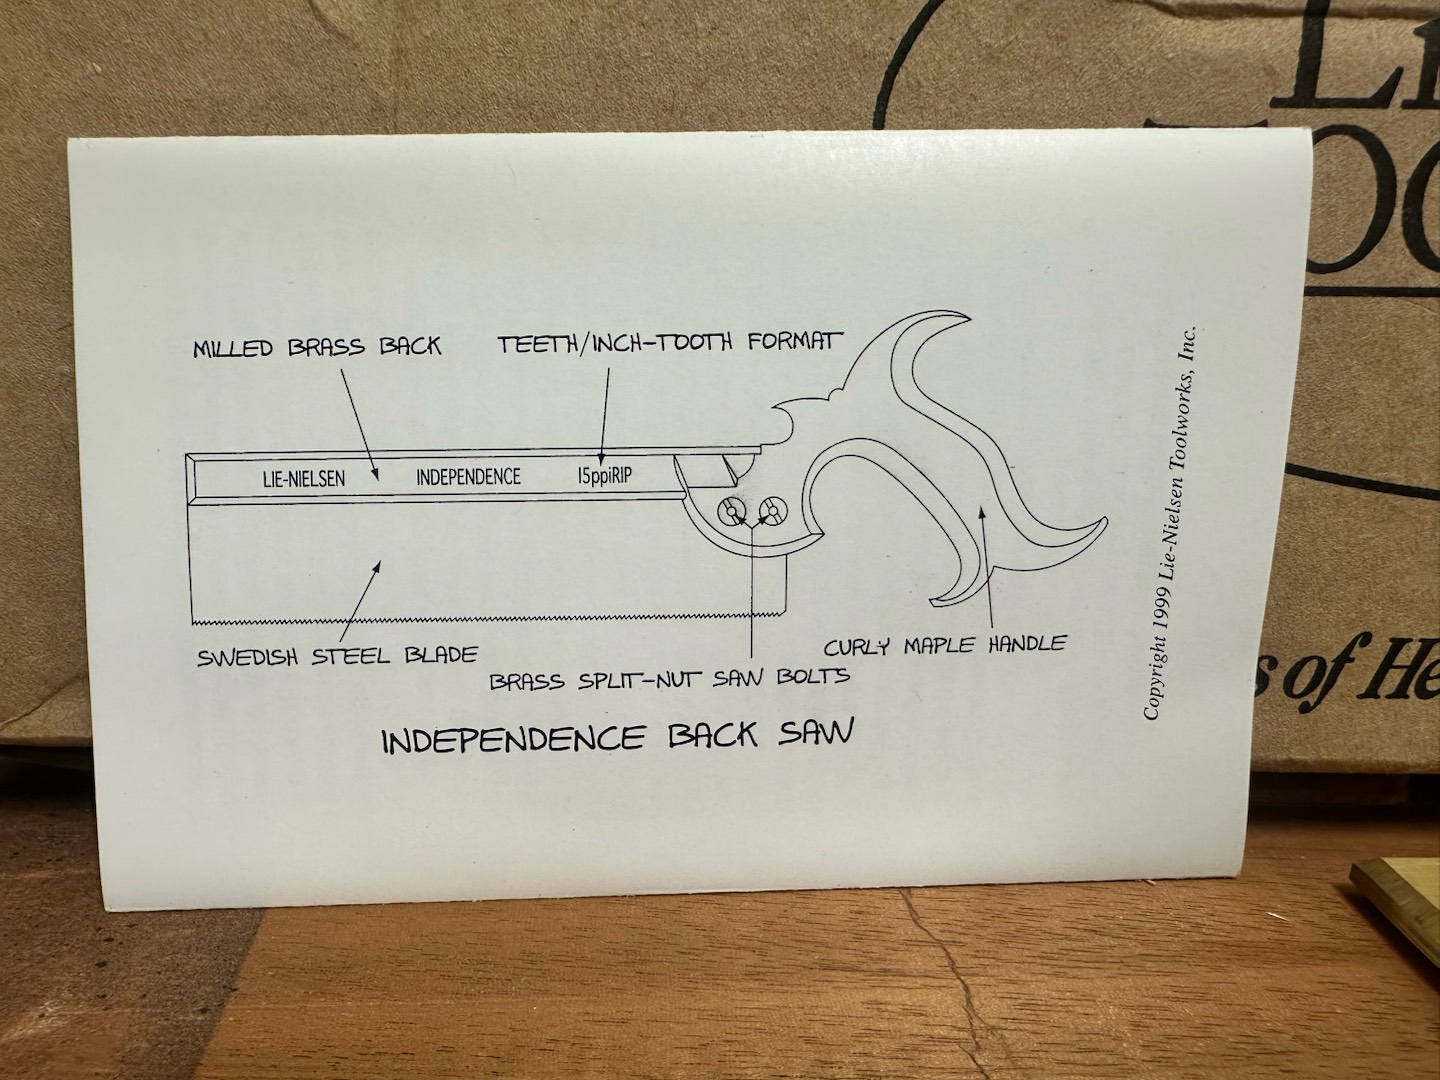 MILLED BRASS BACK
TEETH/INCH-TOOTH FORMAT
LIE-NIELSEN INDEPENDENCE 15ppiRIP
SWEDISH STEEL BLADE
CURLY MAPLE HANDLE
BRASS SPLIT-NUT SAW BOLTS
INDEPENDENCE BACK SAW
Copyright 1999 Lie-Nielsen Toolworks, Inc.
of